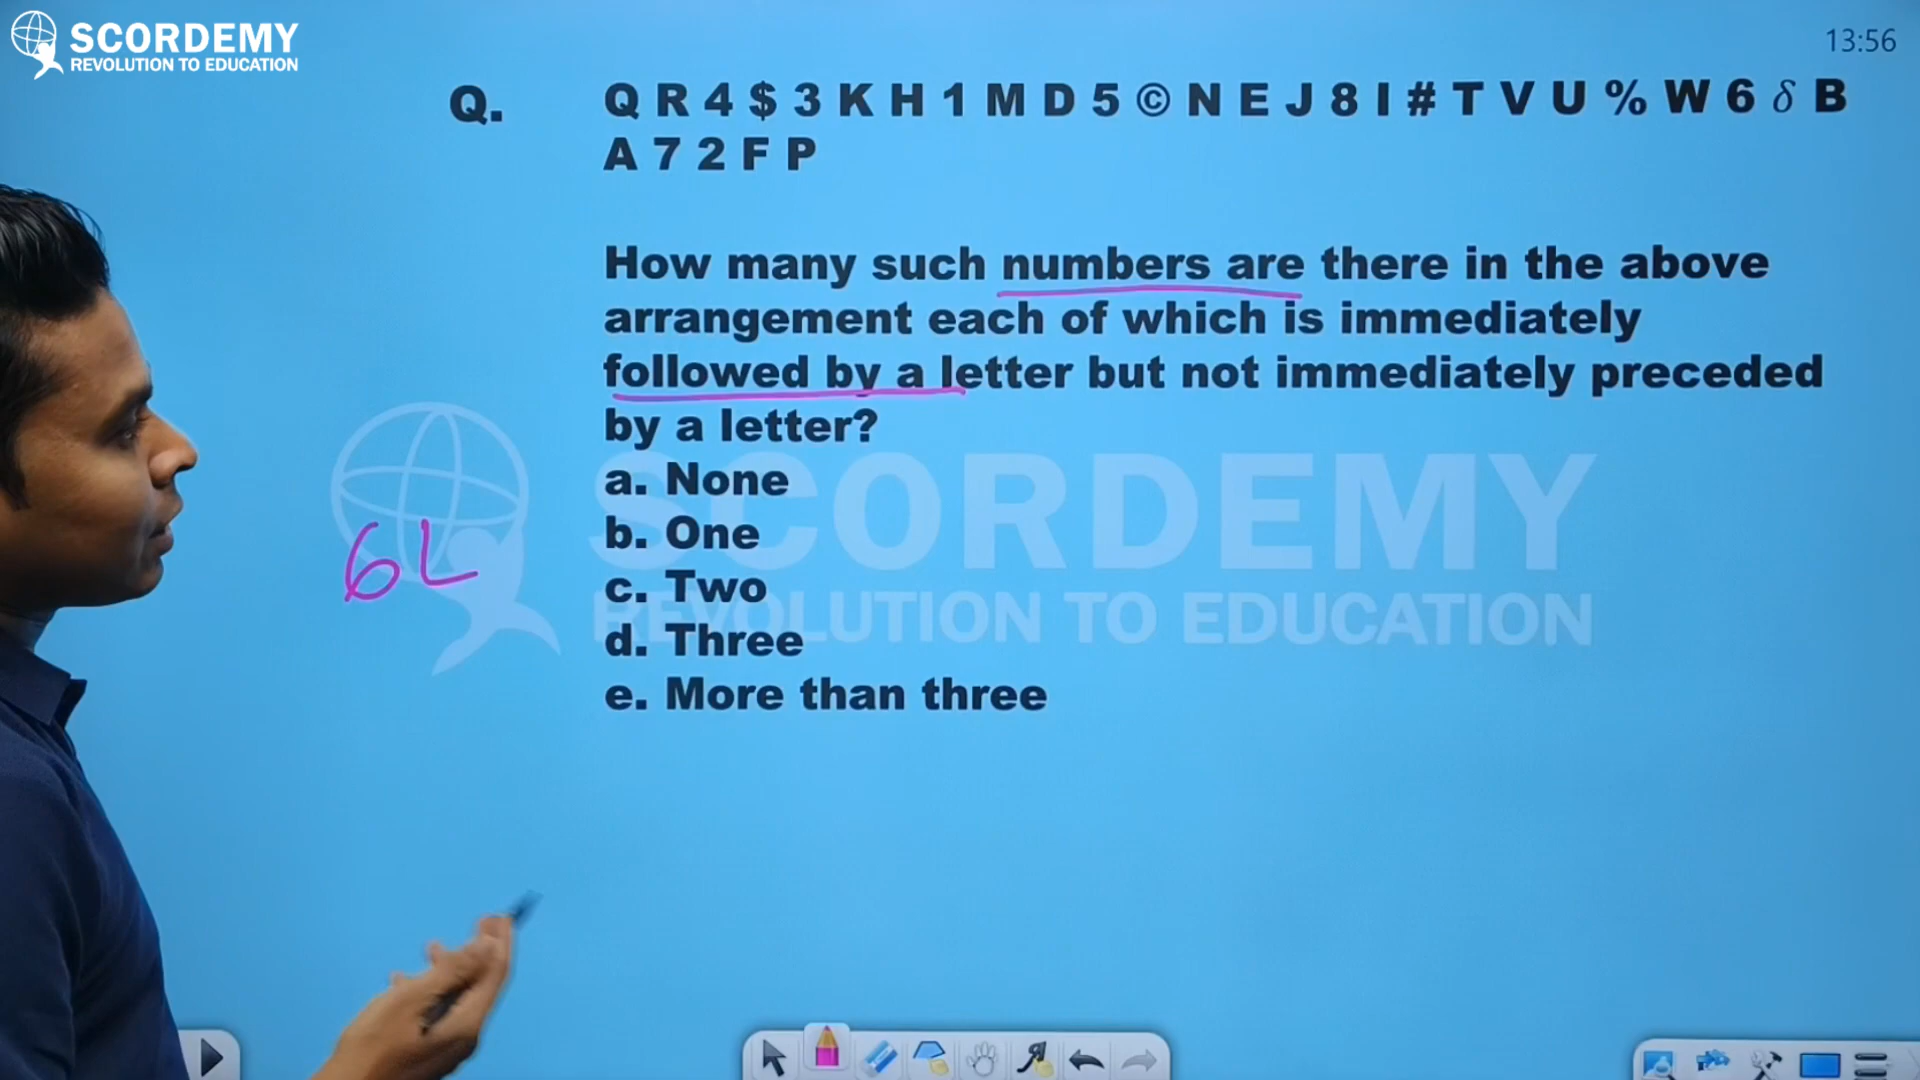 SCORDEMY
REVOLUTION TO EDUCATION
13:56
Q. Q R 4 $ 3 K H 1 M D 5 © N E J 8 I # T V U % W 6 δ B
A 7 2 F P
How many such numbers are there in the above
arrangement each of which is immediately
followed by a letter but not immediately preceded
by a letter?
a. None
b. One
c. Two
d. Three
e. More than three
6L
SCORDEMY
REVOLUTION TO EDUCATION